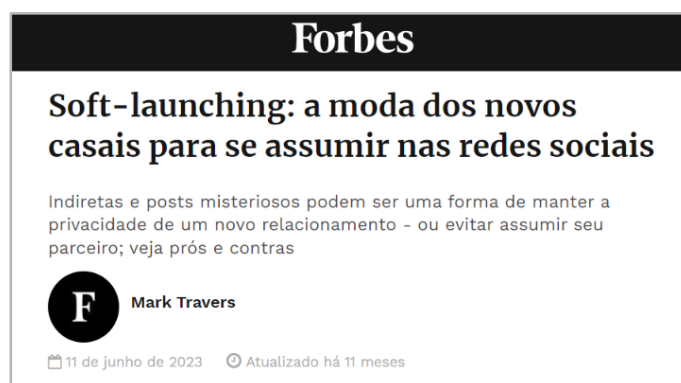 Forbes
Soft-launching: a moda dos novos
casais para se assumir nas redes sociais
Indiretas e posts misteriosos podem ser uma forma de manter a
privacidade de um novo relacionamento - ou evitar assumir seu
parceiro; veja prós e contras
F
Mark Travers
11 de junho de 2023 Atualizado há 11 meses